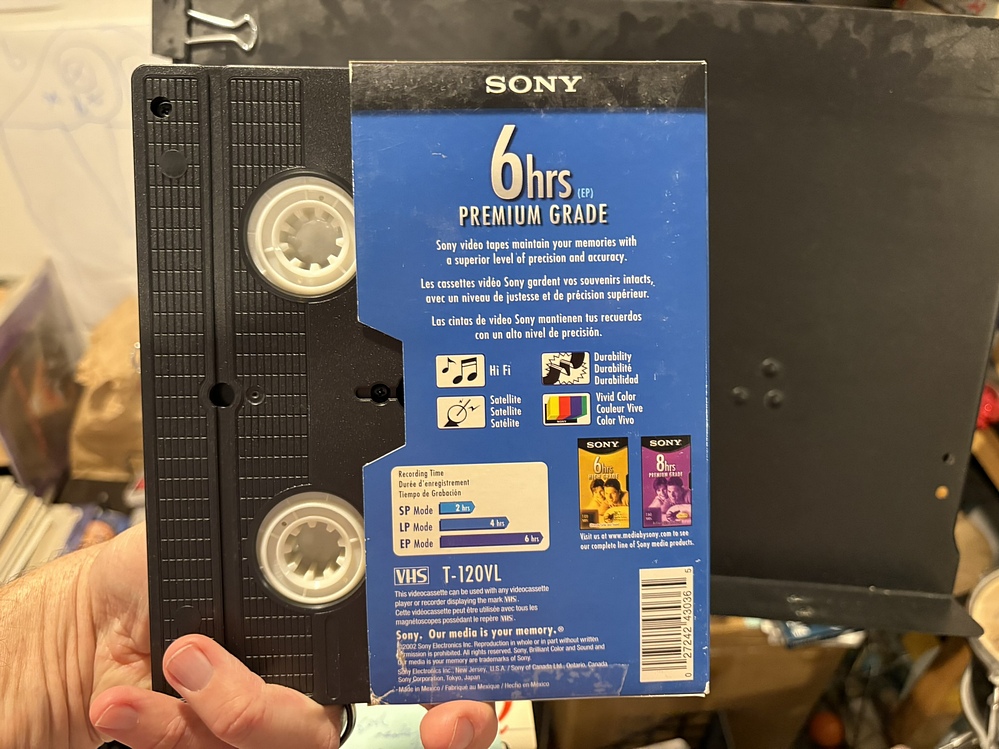 SONY
6hrs (EP)
PREMIUM GRADE
Sony video tapes maintain your memories with
a superior level of precision and accuracy.
Les cassettes vidéo Sony gardent vos souvenirs intacts,
avec un niveau de justesse et de précision supérieur.
Las cintas de video Sony mantienen tus recuerdos
con un alto nivel de precisión.
Hi Fi
Durability
Durabilité
Durabilidad
Satellite
Satellite
Satélite
Vivid Color
Couleur Vive
Color Vivo
Recording Time
Durée d'enregistrement
Tiempo de Grabación
SP Mode 2 hrs
LP Mode 4 hrs
EP Mode 6 hrs
SONY
6hrs
SONY
8hrs
PREMIUM GRADE
Visit us at www.mediabysony.com to see
our complete line of Sony media products.
VHS T-120VL
This videocassette can be used with any videocassette
player or recorder displaying the mark VHS.
Cette vidéocassette peut être utilisée avec tous les
magnétoscopes possédant le repère VHS.
Sony. Our media is your memory.®
©2002 Sony Electronics Inc. Reproduction in whole or in part without written
permission is prohibited. All rights reserved. Sony, Brilliant Color and Sound and
Our media is your memory are trademarks of Sony.
Sony Electronics Inc., New Jersey, U.S.A. / Sony of Canada Ltd., Ontario, Canada
Sony Corporation, Tokyo, Japan
Made in Mexico / Fabriqué au Mexique / Hecho en México
0 27242 43036 5